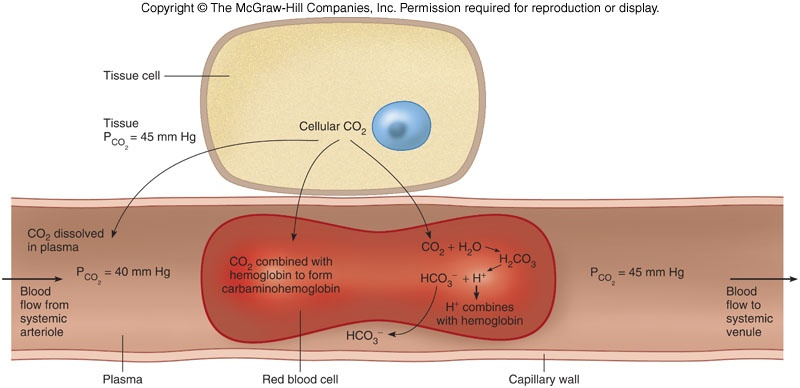 Copyright © The McGraw-Hill Companies, Inc. Permission required for reproduction or display.
Tissue cell
Tissue
P_CO₂ = 45 mm Hg
Cellular CO₂
CO₂ dissolved
in plasma
P_CO₂ = 40 mm Hg
Blood
flow from
systemic
arteriole
CO₂ combined with
hemoglobin to form
carbaminohemoglobin
CO₂ + H₂O
H₂CO₃
HCO₃⁻ + H⁺
H⁺ combines
with hemoglobin
HCO₃⁻
P_CO₂ = 45 mm Hg
Blood
flow to
systemic
venule
Plasma
Red blood cell
Capillary wall